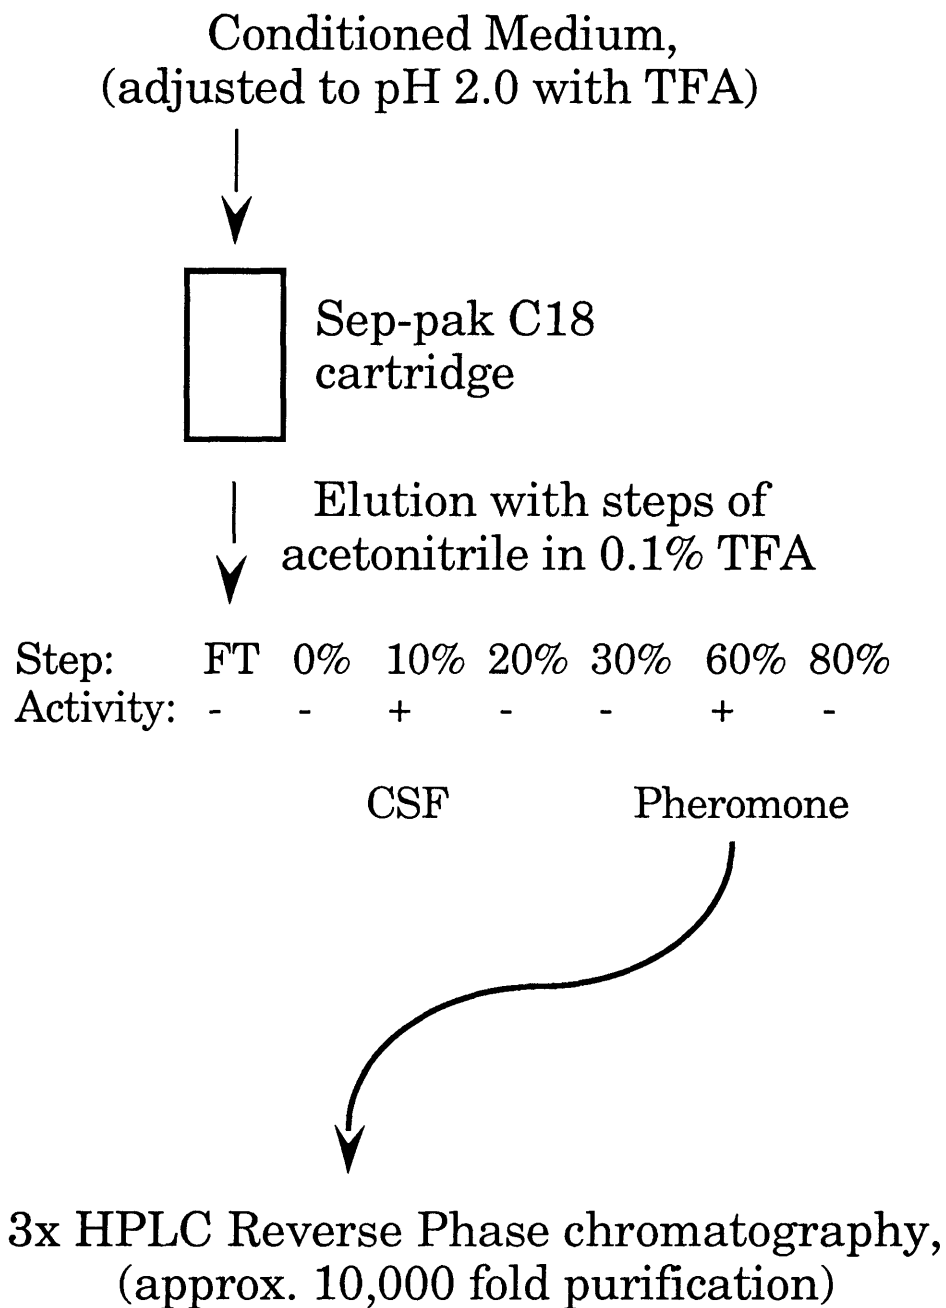 Conditioned Medium,
(adjusted to pH 2.0 with TFA)
Sep-pak C18
cartridge
Elution with steps of
acetonitrile in 0.1% TFA
Step: FT 0% 10% 20% 30% 60% 80%
Activity: - - + - - + -
CSF Pheromone
3x HPLC Reverse Phase chromatography,
(approx. 10,000 fold purification)